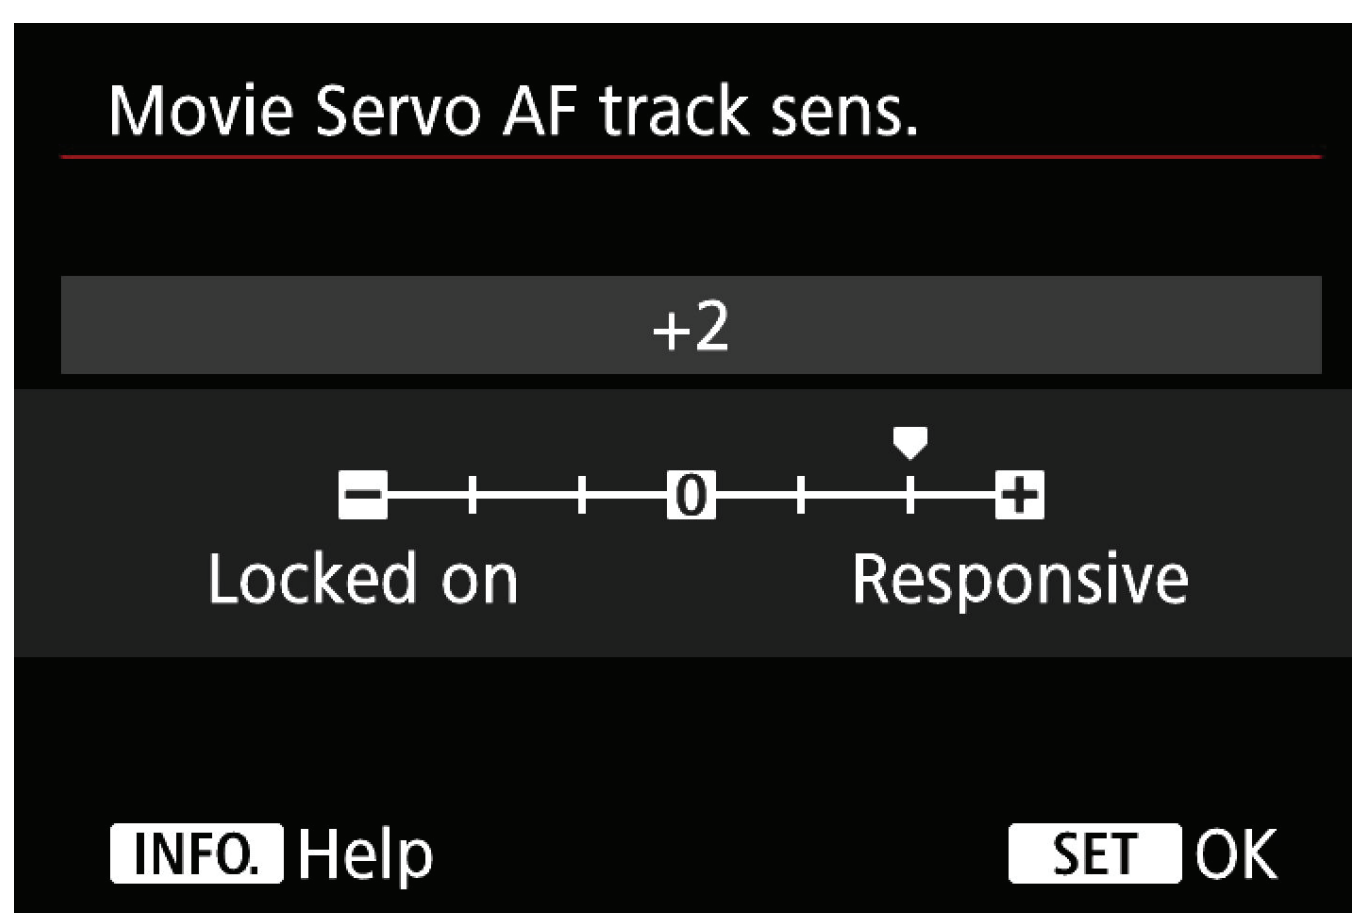 Movie Servo AF track sens.
+2
- 0 +
Locked on Responsive
INFO. Help SET OK